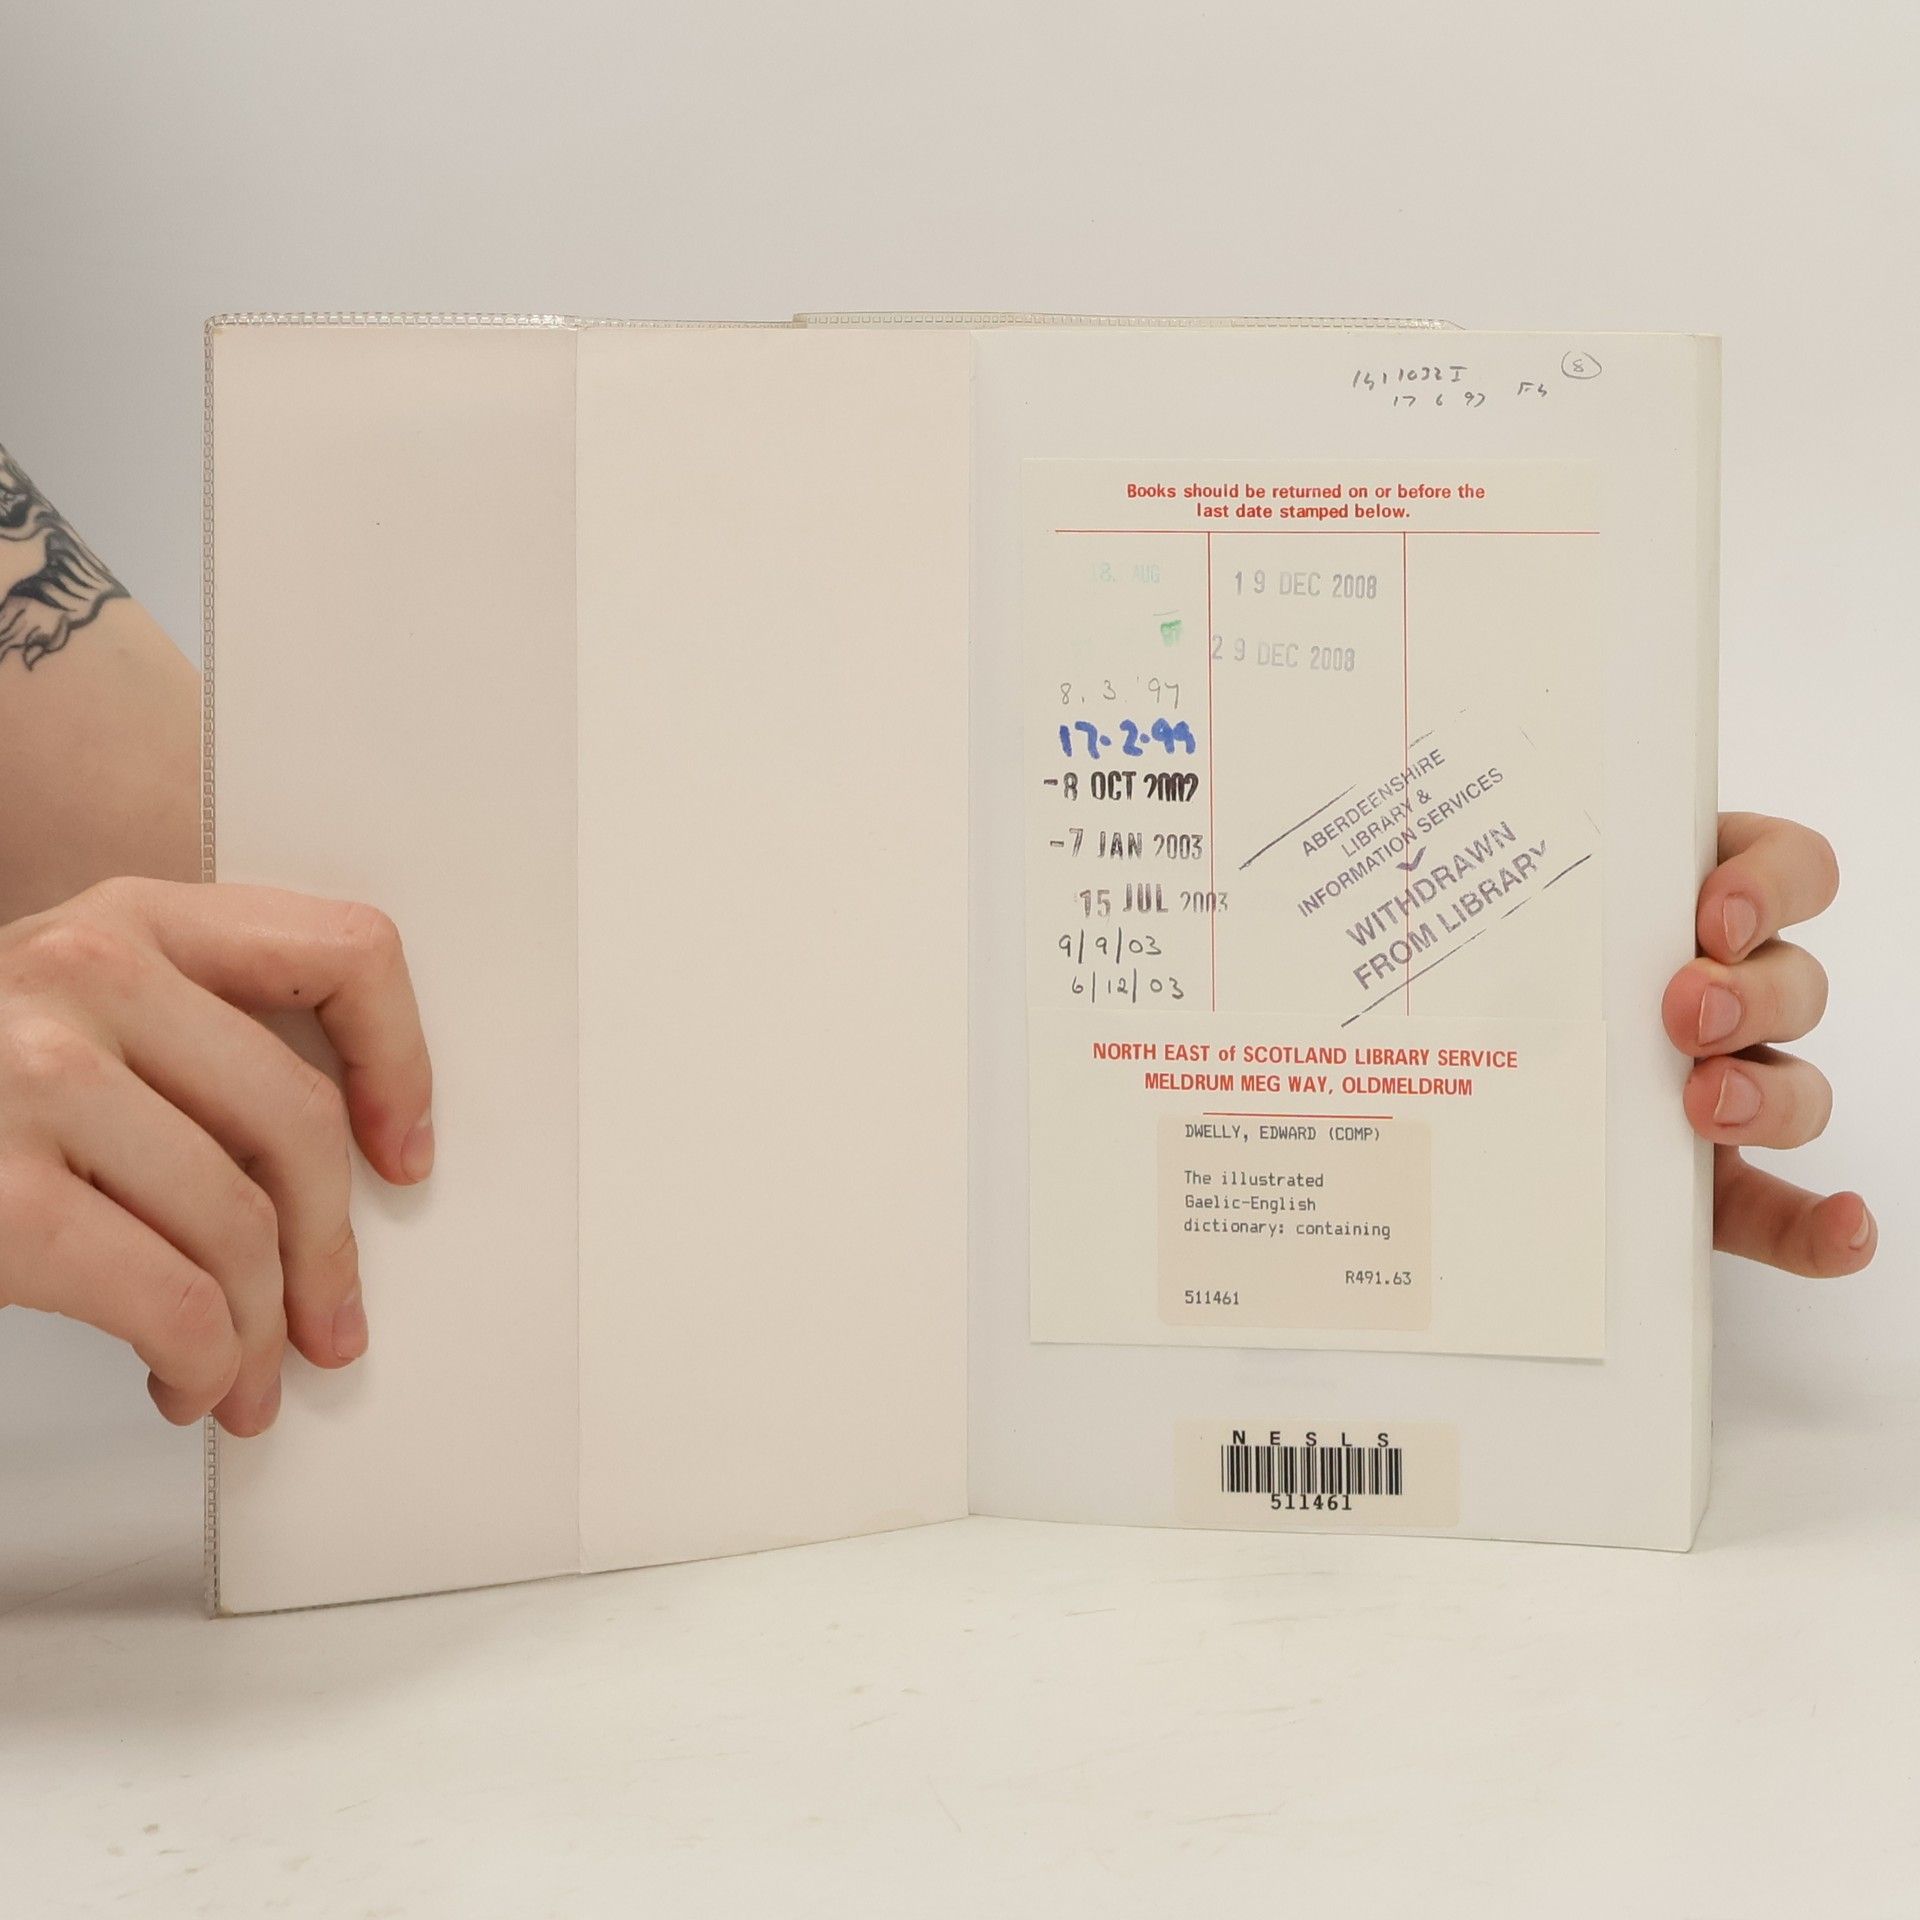 8
17 6 97
Books should be returned on or before the
last date stamped below.
18. AUG
8. 3. '97
17.2.99
-8 OCT 2002
-7 JAN 2003
15 JUL 2003
9/9/03
6/12/03
19 DEC 2008
29 DEC 2008
ABERDEENSHIRE
LIBRARY &
INFORMATION SERVICES
WITHDRAWN
FROM LIBRARY
NORTH EAST of SCOTLAND LIBRARY SERVICE
MELDRUM MEG WAY, OLDMELDRUM
DWELLY, EDWARD (COMP)
The illustrated
Gaelic-English
dictionary: containing
R491.63
511461
N E S L S
511461